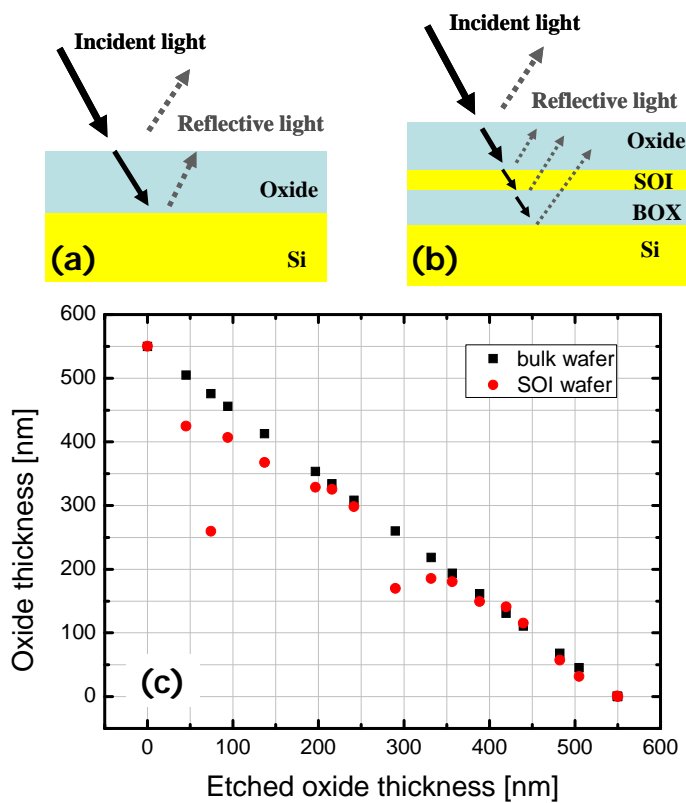 Incident light
Reflective light
Oxide
Si
(a)
Incident light
Reflective light
Oxide
SOI
BOX
Si
(b)
600
500
400
300
200
100
0
Oxide thickness [nm]
bulk wafer
SOI wafer
(c)
0 100 200 300 400 500 600
Etched oxide thickness [nm]